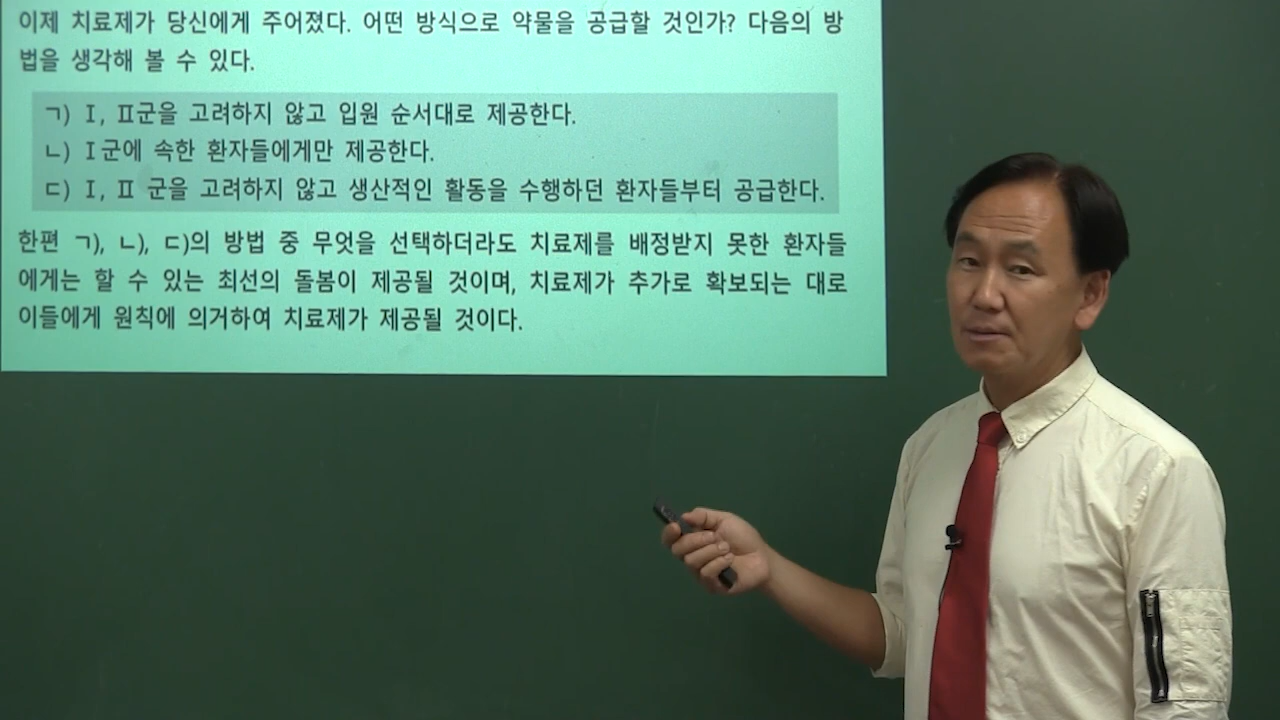 이제 치료제가 당신에게 주어졌다. 어떤 방식으로 약물을 공급할 것인가? 다음의 방
법을 생각해 볼 수 있다.
ㄱ) Ⅰ, Ⅱ군을 고려하지 않고 입원 순서대로 제공한다.
ㄴ) Ⅰ군에 속한 환자들에게만 제공한다.
ㄷ) Ⅰ, Ⅱ 군을 고려하지 않고 생산적인 활동을 수행하던 환자들부터 공급한다.
한편 ㄱ), ㄴ), ㄷ)의 방법 중 무엇을 선택하더라도 치료제를 배정받지 못한 환자들
에게는 할 수 있는 최선의 돌봄이 제공될 것이며, 치료제가 추가로 확보되는 대로
이들에게 원칙에 의거하여 치료제가 제공될 것이다.